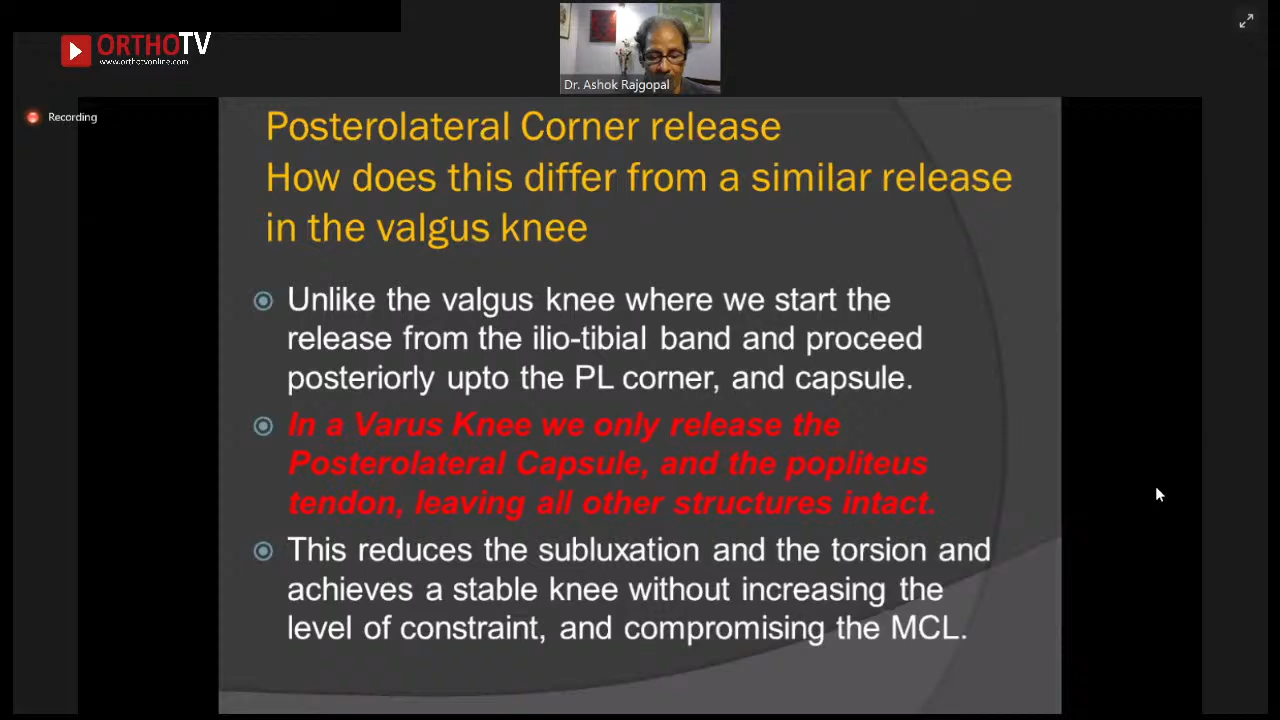 ORTHOTV
www.orthotvonline.com
Dr. Ashok Rajgopal
Recording
Posterolateral Corner release
How does this differ from a similar release
in the valgus knee
Unlike the valgus knee where we start the
release from the ilio-tibial band and proceed
posteriorly upto the PL corner, and capsule.
In a Varus Knee we only release the
Posterolateral Capsule, and the popliteus
tendon, leaving all other structures intact.
This reduces the subluxation and the torsion and
achieves a stable knee without increasing the
level of constraint, and compromising the MCL.